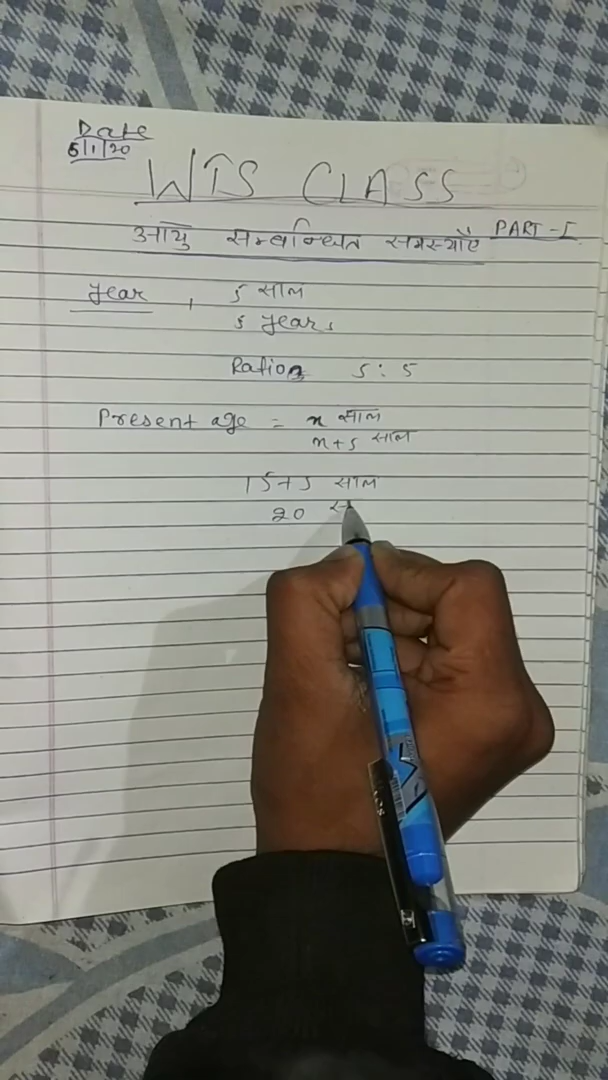 Date
5/1/20
WTS CLASS
आयु सम्बन्धित समस्याएँ PART-I
year , 5 साल
5 years
Ration 5 : 5
Present age = x साल
x+5 साल
15+5 साल
20 स